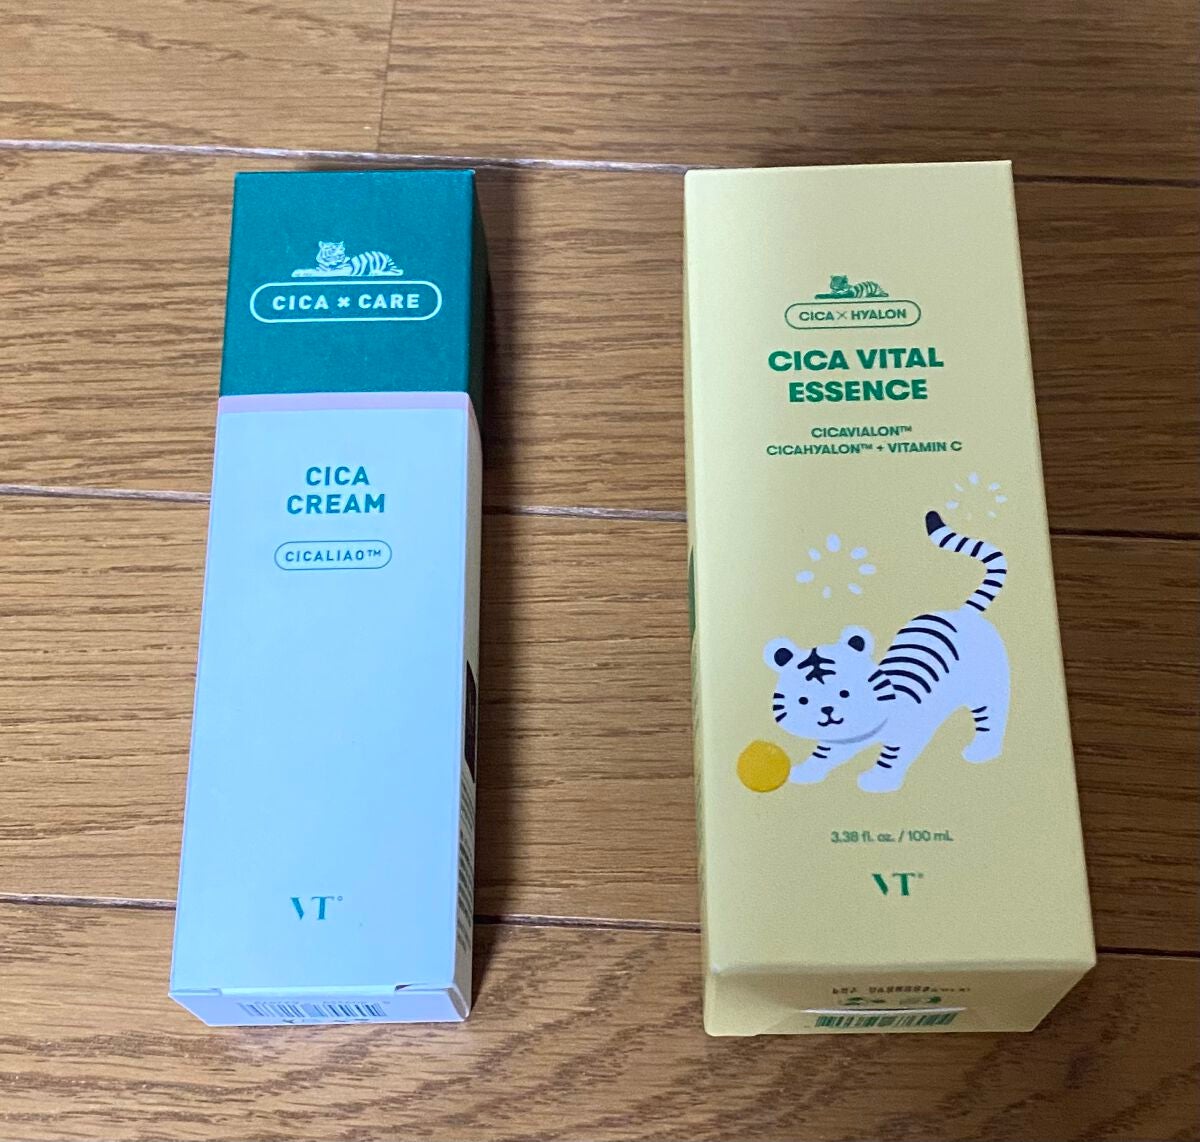 CICA × CARE
CICA
CREAM
CICALIAO™
VT
CICA×HYALON
CICA VITAL
ESSENCE
CICAVIALON™
CICAHYALON™ + VITAMIN C
3.38 fl. oz. / 100 mL
VT